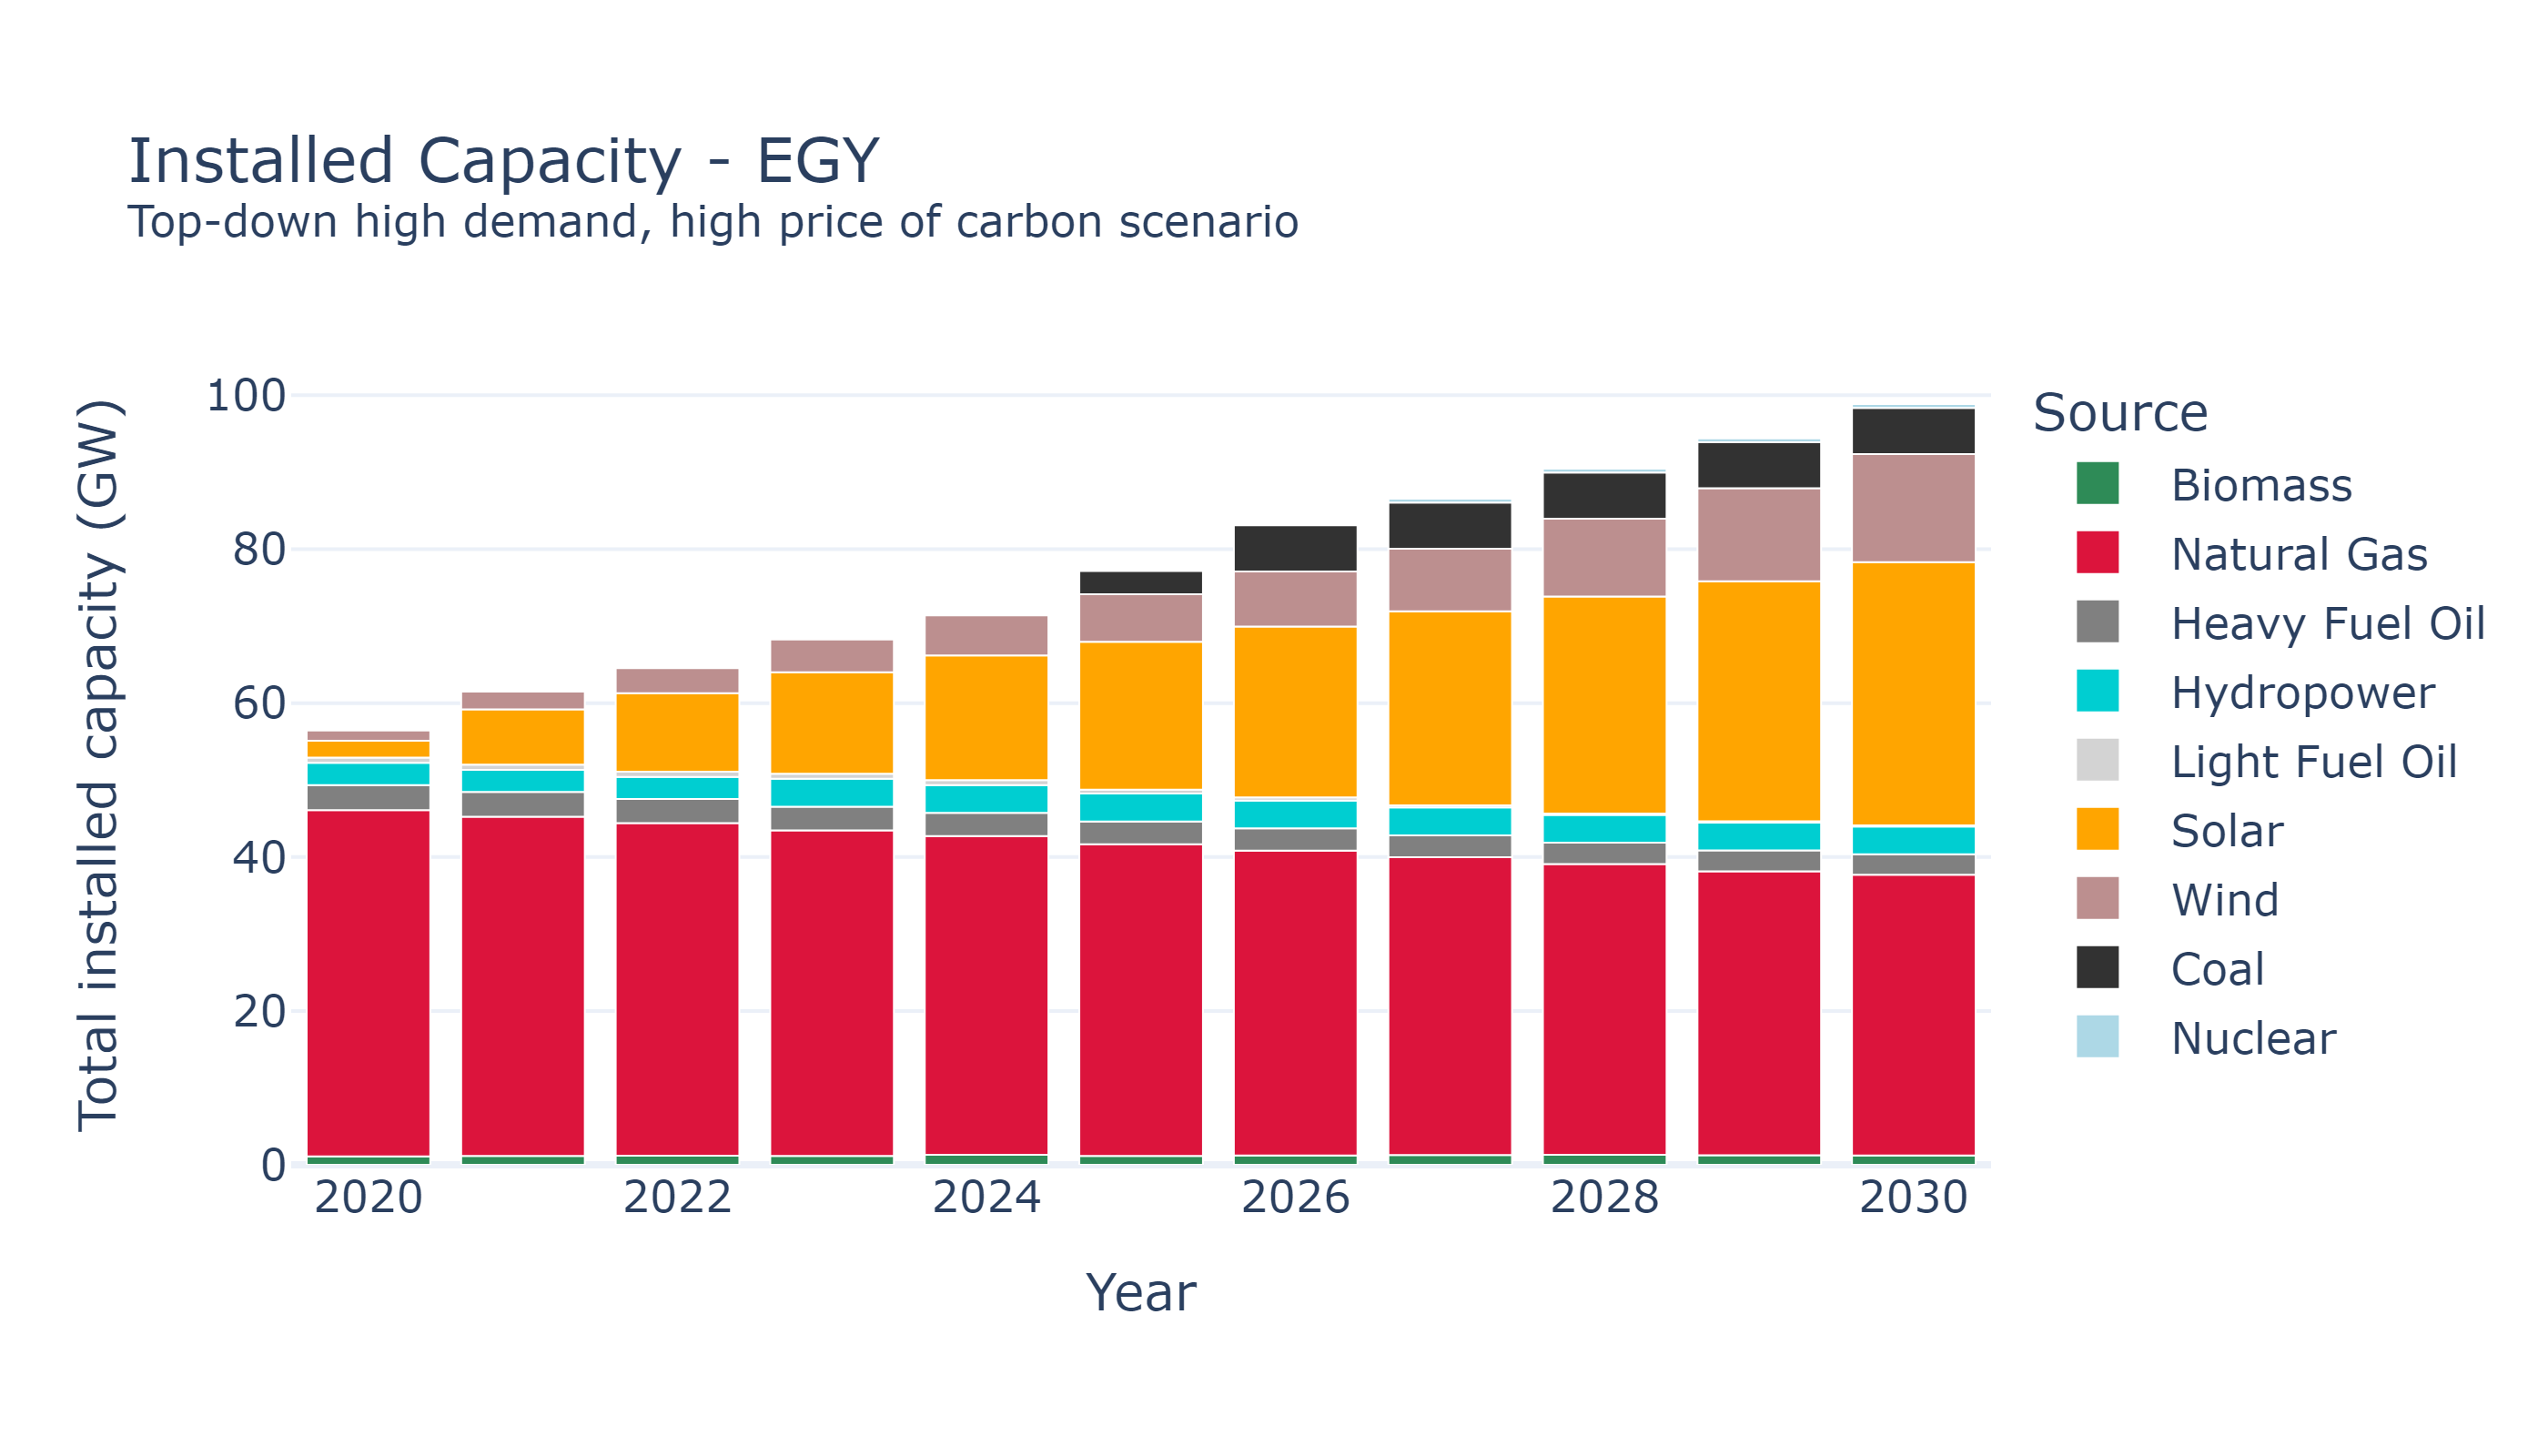 Installed Capacity - EGY
Top-down high demand, high price of carbon scenario
Total installed capacity (GW)
100
80
60
40
20
0
2020
2022
2024
2026
2028
2030
Year
Source
Biomass
Natural Gas
Heavy Fuel Oil
Hydropower
Light Fuel Oil
Solar
Wind
Coal
Nuclear